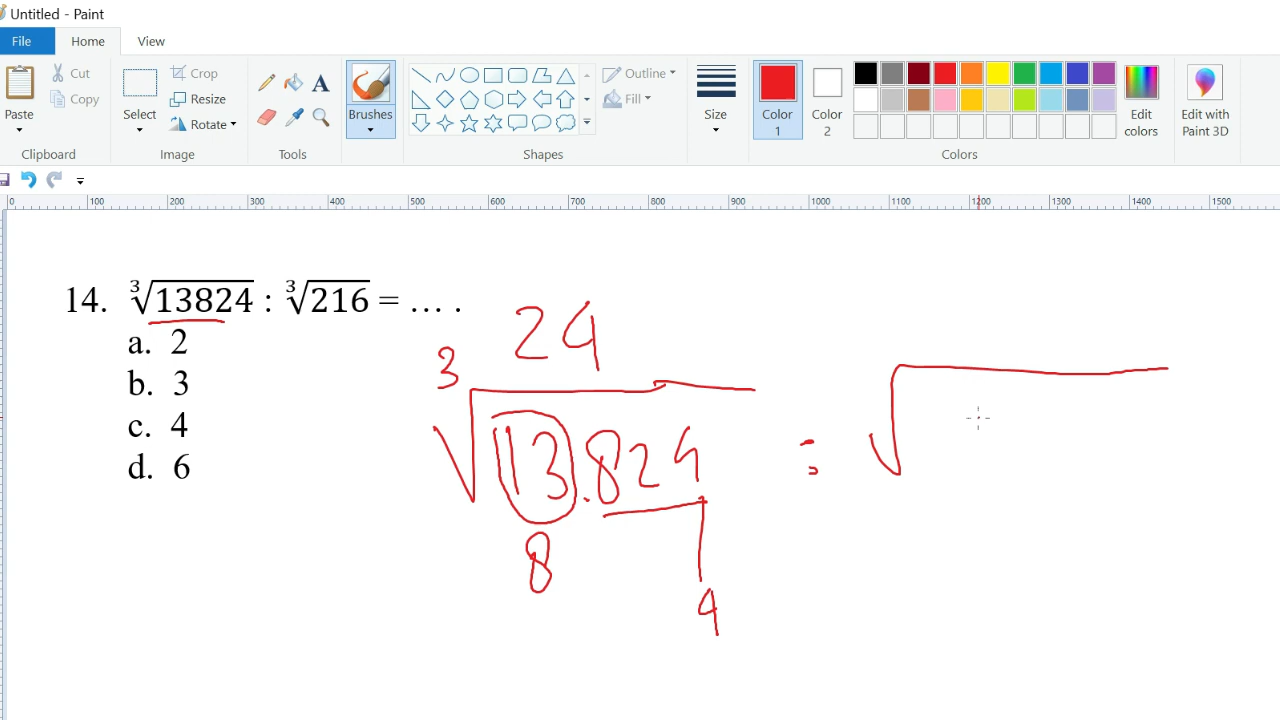 Untitled - Paint
File Home View
Paste Cut Copy Clipboard
Select Crop Resize Rotate Image
Tools
Brushes
Outline Fill Shapes
Size
Color 1 Color 2 Edit colors Colors
Edit with Paint 3D
0 100 200 300 400 500 600 700 800 900 1000 1100 1200 1300 1400 1500
14. ∛13824 : ∛216 = ... .
a. 2
b. 3
c. 4
d. 6
24
3 √13.824 : √
8
4